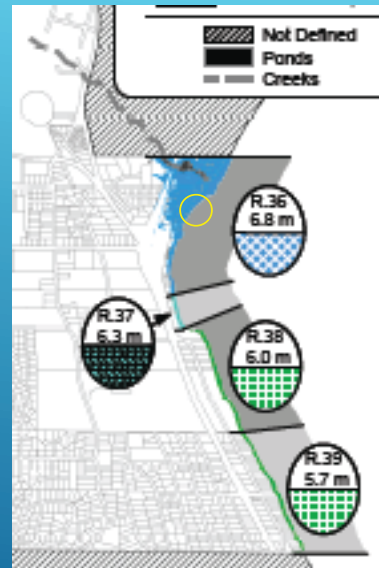 Not Defined
Ponds
Creeks
R.36
6.8 m
R.37
6.3 m
R.38
6.0 m
R.39
5.7 m